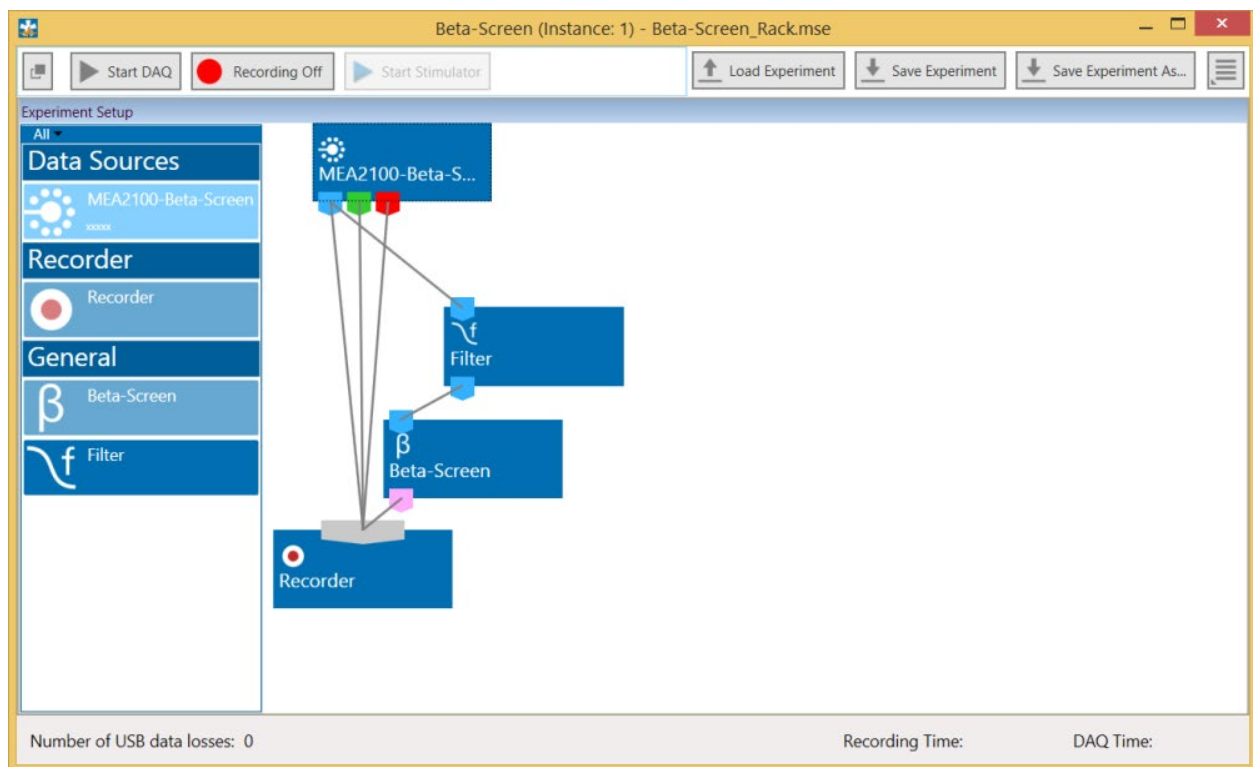 Beta-Screen (Instance: 1) - Beta-Screen_Rack.mse
Start DAQ
Recording Off
Start Stimulator
Load Experiment
Save Experiment
Save Experiment As...
Experiment Setup
All
Data Sources
MEA2100-Beta-Screen
xxxxx
Recorder
Recorder
General
β
Beta-Screen
f
Filter
MEA2100-Beta-S...
f
Filter
β
Beta-Screen
Recorder
Number of USB data losses: 0
Recording Time:
DAQ Time: